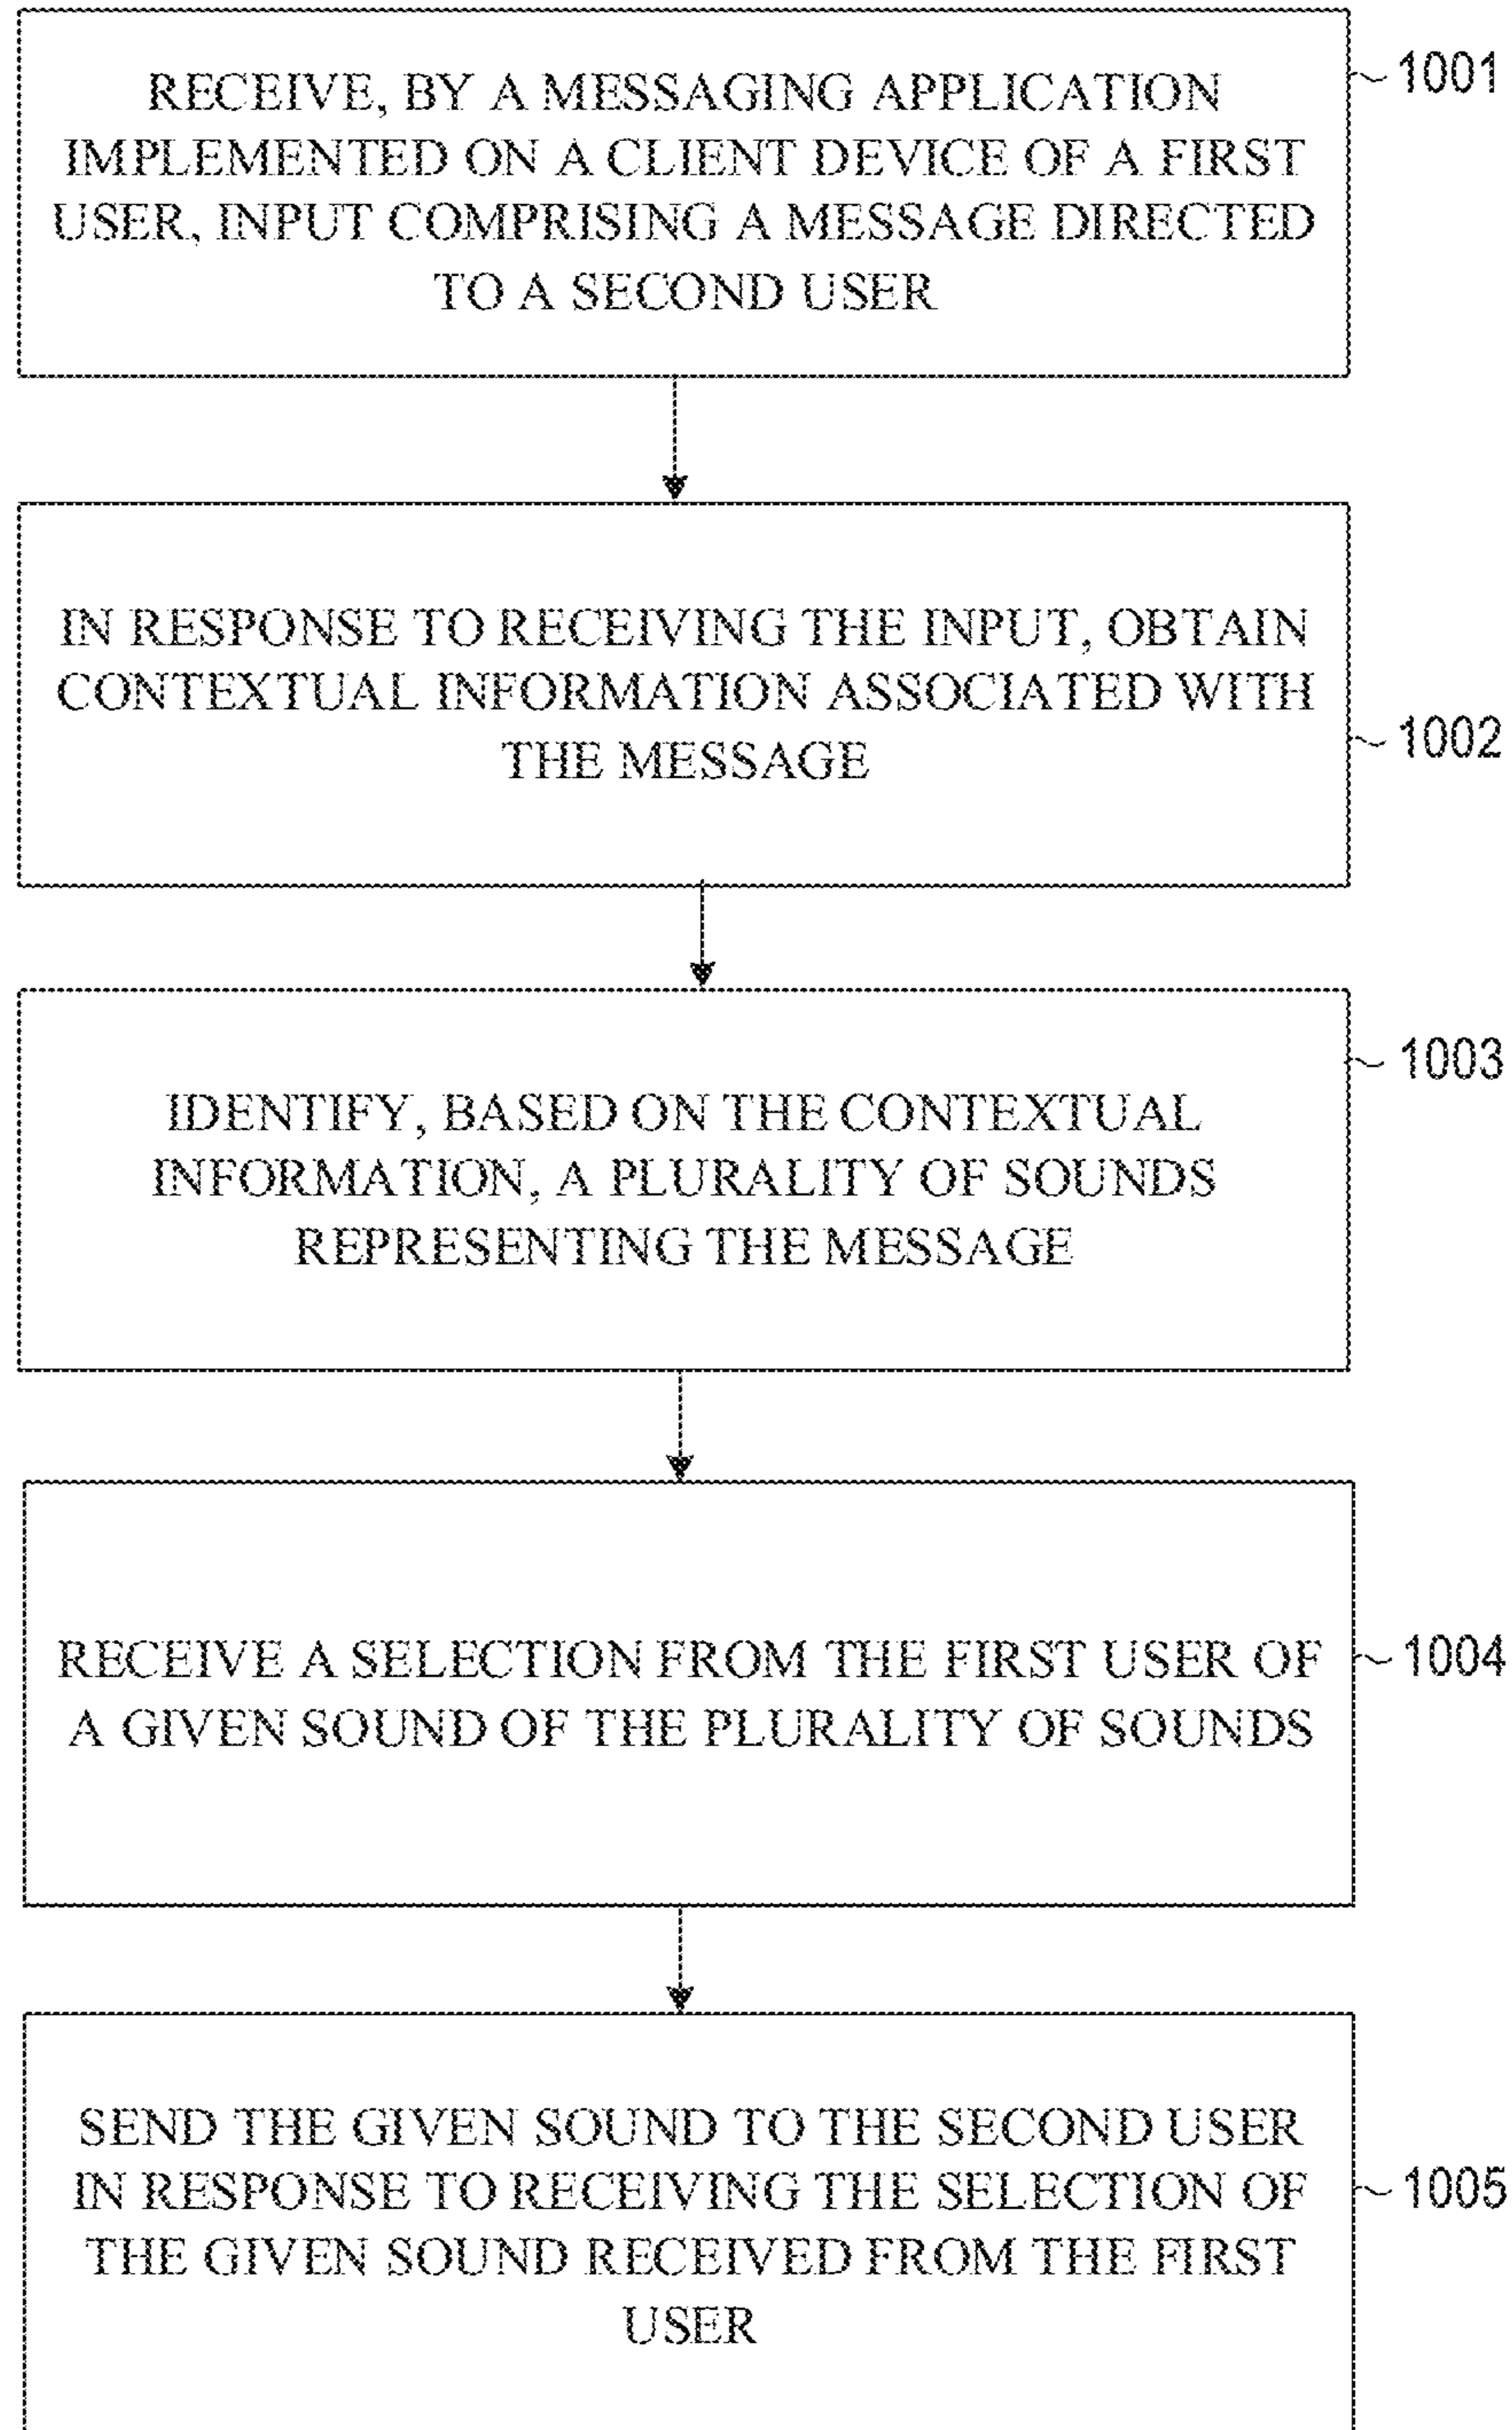 RECEIVE, BY A MESSAGING APPLICATION
IMPLEMENTED ON A CLIENT DEVICE OF A FIRST
USER, INPUT COMPRISING A MESSAGE DIRECTED
TO A SECOND USER
1001
IN RESPONSE TO RECEIVING THE INPUT, OBTAIN
CONTEXTUAL INFORMATION ASSOCIATED WITH
THE MESSAGE
1002
IDENTIFY, BASED ON THE CONTEXTUAL
INFORMATION, A PLURALITY OF SOUNDS
REPRESENTING THE MESSAGE
1003
RECEIVE A SELECTION FROM THE FIRST USER OF
A GIVEN SOUND OF THE PLURALITY OF SOUNDS
1004
SEND THE GIVEN SOUND TO THE SECOND USER
IN RESPONSE TO RECEIVING THE SELECTION OF
THE GIVEN SOUND RECEIVED FROM THE FIRST
USER
1005